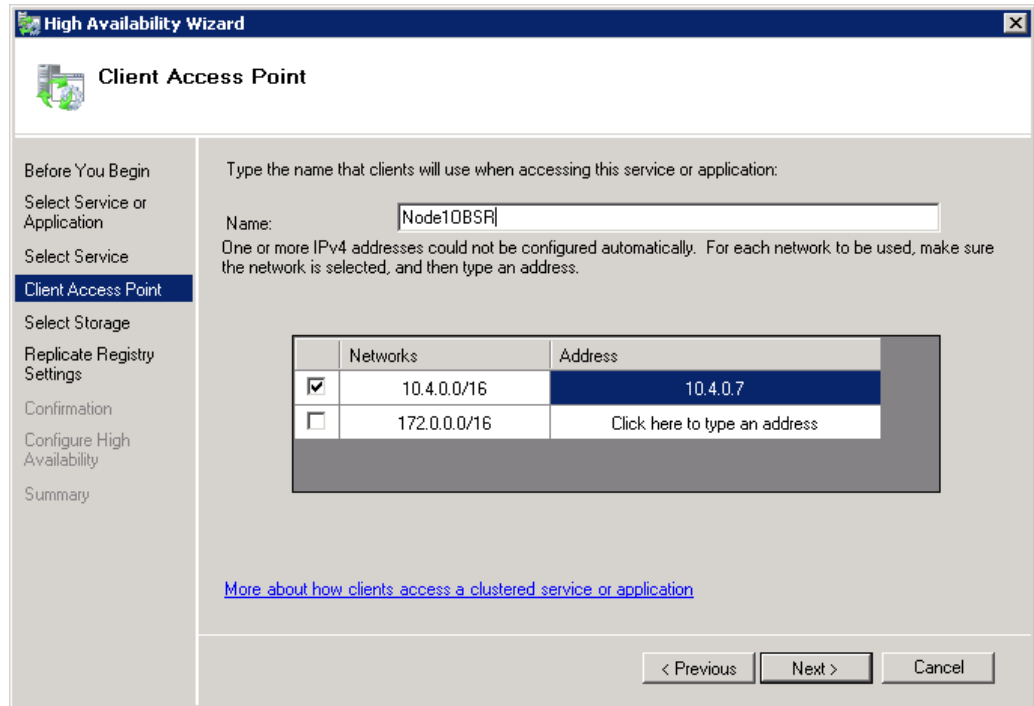 High Availability Wizard
Client Access Point
Before You Begin
Select Service or
Application
Select Service
Client Access Point
Select Storage
Replicate Registry
Settings
Confirmation
Configure High
Availability
Summary
Type the name that clients will use when accessing this service or application:
Name: Node1OBSR
One or more IPv4 addresses could not be configured automatically. For each network to be used, make sure
the network is selected, and then type an address.
Networks Address
10.4.0.0/16 10.4.0.7
172.0.0.0/16 Click here to type an address
More about how clients access a clustered service or application
< Previous Next > Cancel